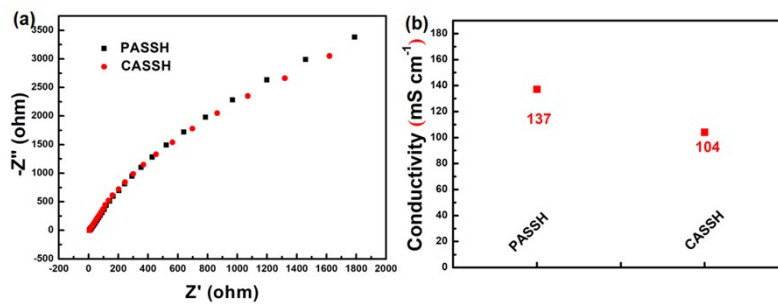 (a)
3500
3000
2500
2000
1500
1000
500
0
-500
-Z'' (ohm)
PASSH
CASSH
-200 0 200 400 600 800 1000 1200 1400 1600 1800 2000
Z' (ohm)
(b)
180
160
140
120
100
80
60
40
20
0
Conductivity (mS cm⁻¹)
137
104
PASSH
CASSH